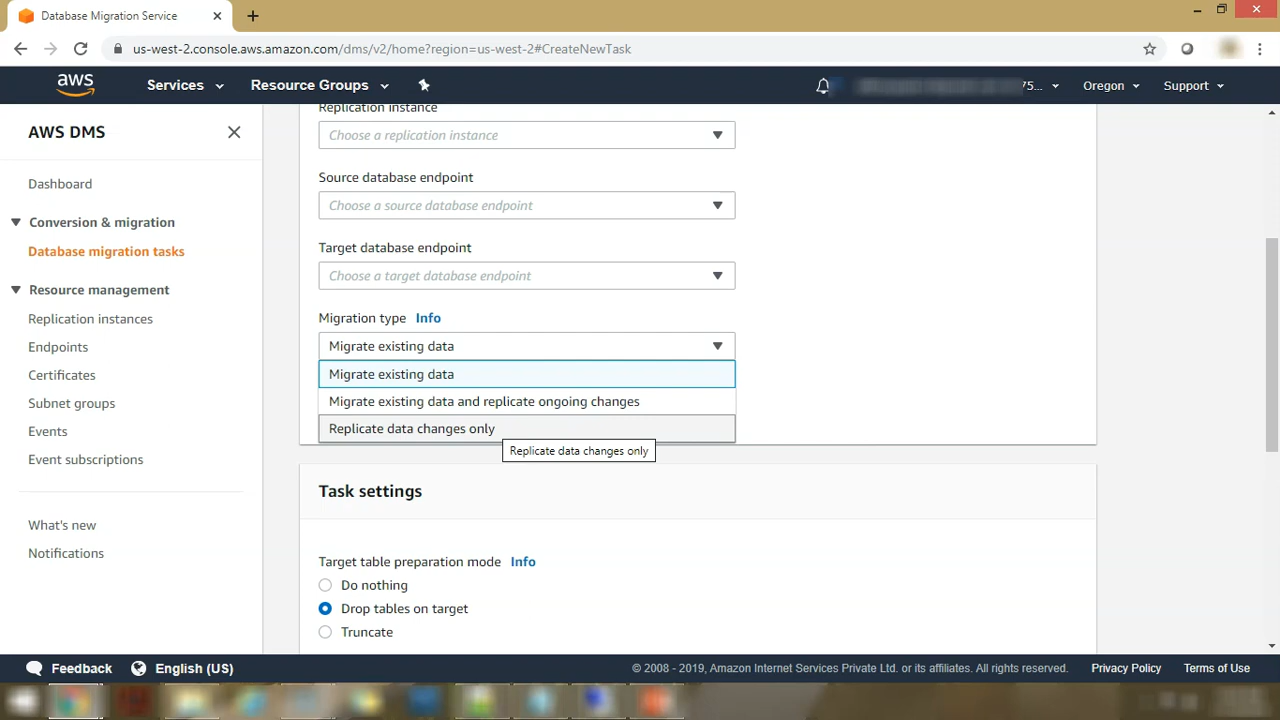 Database Migration Service
us-west-2.console.aws.amazon.com/dms/v2/home?region=us-west-2#CreateNewTask
aws
Services
Resource Groups
75...
Oregon
Support
AWS DMS
Dashboard
Conversion & migration
Database migration tasks
Resource management
Replication instances
Endpoints
Certificates
Subnet groups
Events
Event subscriptions
What's new
Notifications
Replication instance
Choose a replication instance
Source database endpoint
Choose a source database endpoint
Target database endpoint
Choose a target database endpoint
Migration type Info
Migrate existing data
Migrate existing data
Migrate existing data and replicate ongoing changes
Replicate data changes only
Replicate data changes only
Task settings
Target table preparation mode Info
Do nothing
Drop tables on target
Truncate
Feedback
English (US)
© 2008 - 2019, Amazon Internet Services Private Ltd. or its affiliates. All rights reserved.
Privacy Policy
Terms of Use